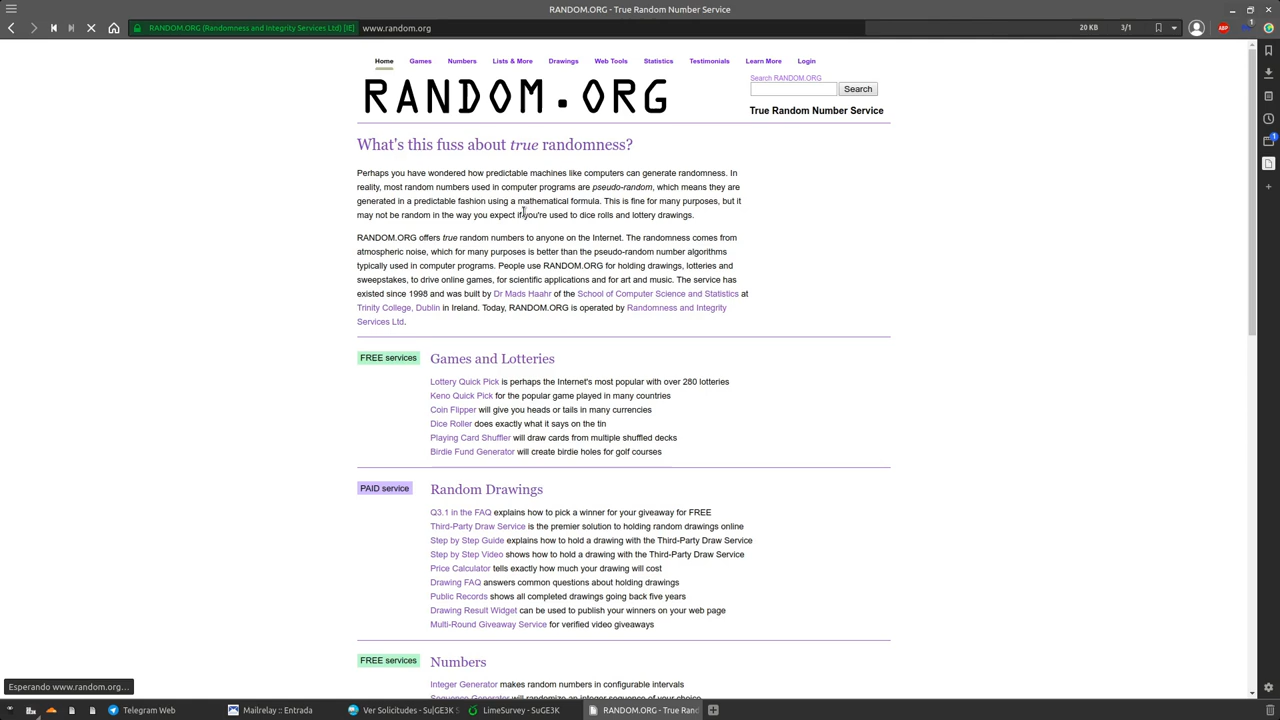 RANDOM.ORG - True Random Number Service
RANDOM.ORG (Randomness and Integrity Services Ltd) [IE] www.random.org 20 KB 3/1
ABP
1
Home Games Numbers Lists & More Drawings Web Tools Statistics Testimonials Learn More Login
RANDOM.ORG
Search RANDOM.ORG
Search
True Random Number Service
What's this fuss about true randomness?
Perhaps you have wondered how predictable machines like computers can generate randomness. In
reality, most random numbers used in computer programs are pseudo-random, which means they are
generated in a predictable fashion using a mathematical formula. This is fine for many purposes, but it
may not be random in the way you expect if you're used to dice rolls and lottery drawings.
RANDOM.ORG offers true random numbers to anyone on the Internet. The randomness comes from
atmospheric noise, which for many purposes is better than the pseudo-random number algorithms
typically used in computer programs. People use RANDOM.ORG for holding drawings, lotteries and
sweepstakes, to drive online games, for scientific applications and for art and music. The service has
existed since 1998 and was built by Dr Mads Haahr of the School of Computer Science and Statistics at
Trinity College, Dublin in Ireland. Today, RANDOM.ORG is operated by Randomness and Integrity
Services Ltd.
FREE services Games and Lotteries
Lottery Quick Pick is perhaps the Internet's most popular with over 280 lotteries
Keno Quick Pick for the popular game played in many countries
Coin Flipper will give you heads or tails in many currencies
Dice Roller does exactly what it says on the tin
Playing Card Shuffler will draw cards from multiple shuffled decks
Birdie Fund Generator will create birdie holes for golf courses
PAID service Random Drawings
Q3.1 in the FAQ explains how to pick a winner for your giveaway for FREE
Third-Party Draw Service is the premier solution to holding random drawings online
Step by Step Guide explains how to hold a drawing with the Third-Party Draw Service
Step by Step Video shows how to hold a drawing with the Third-Party Draw Service
Price Calculator tells exactly how much your drawing will cost
Drawing FAQ answers common questions about holding drawings
Public Records shows all completed drawings going back five years
Drawing Result Widget can be used to publish your winners on your web page
Multi-Round Giveaway Service for verified video giveaways
FREE services Numbers
Integer Generator makes random numbers in configurable intervals
Sequence Generator will randomize an integer sequence of your choice
Esperando www.random.org...
Telegram Web Mailrelay :: Entrada Ver Solicitudes - Su|GE3K S LimeSurvey - SuGE3K RANDOM.ORG - True Rand